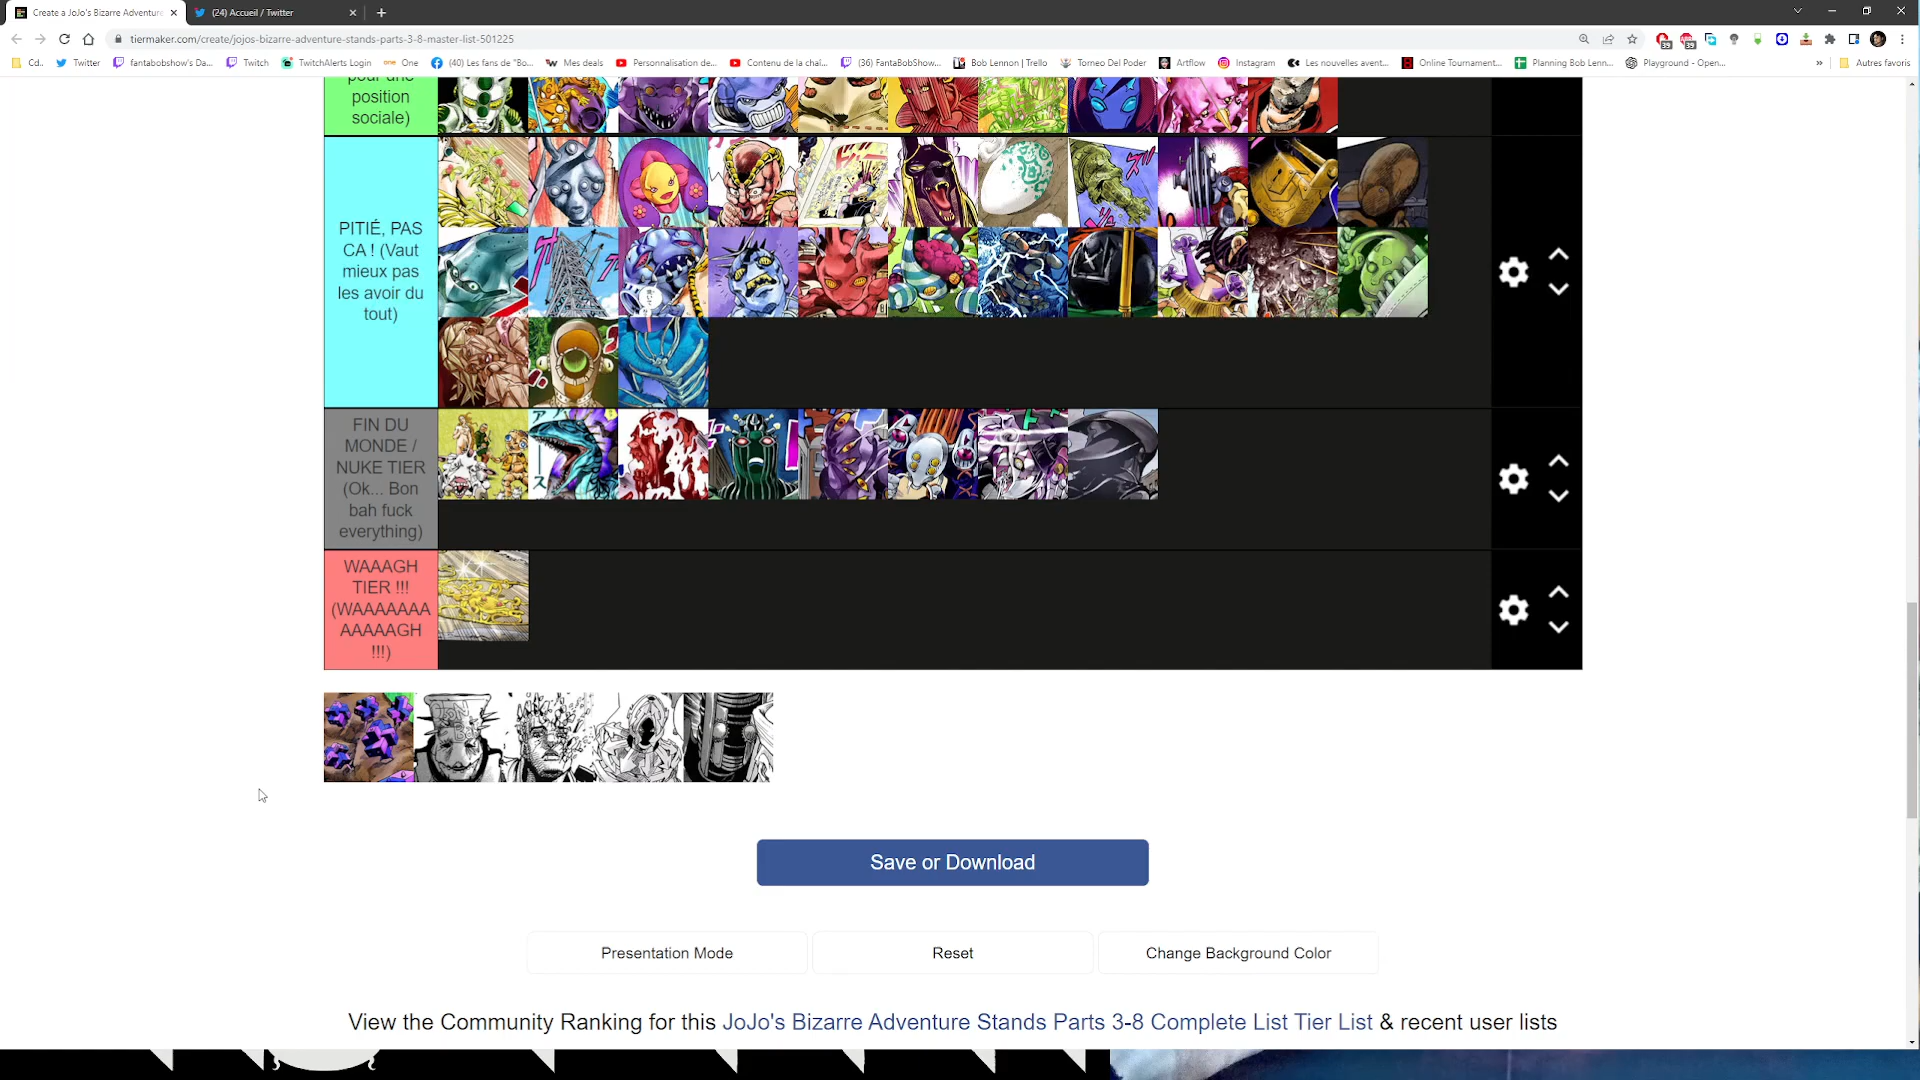 Create a JoJo's Bizarre Adventure
(24) Accueil / Twitter
tiermaker.com/create/jojos-bizarre-adventure-stands-parts-3-8-master-list-501225
39
39
Cd..
Twitter
fantabobshow's Da...
Twitch
TwitchAlerts Login
One
(40) Les fans de "Bo...
Mes deals
Personnalisation de...
Contenu de la chaî...
(36) FantaBobShow...
Bob Lennon | Trello
Torneo Del Poder
Artflow
Instagram
Les nouvelles avent...
Online Tournament...
Planning Bob Lenn...
Playground - Open...
»
Autres favoris
pour une
position
sociale)
PITIÉ, PAS
CA ! (Vaut
mieux pas
les avoir du
tout)
FIN DU
MONDE /
NUKE TIER
(Ok... Bon
bah fuck
everything)
WAAAGH
TIER !!!
(WAAAAAAA
AAAAAGH
!!!)
Save or Download
Presentation Mode
Reset
Change Background Color
View the Community Ranking for this JoJo's Bizarre Adventure Stands Parts 3-8 Complete List Tier List & recent user lists